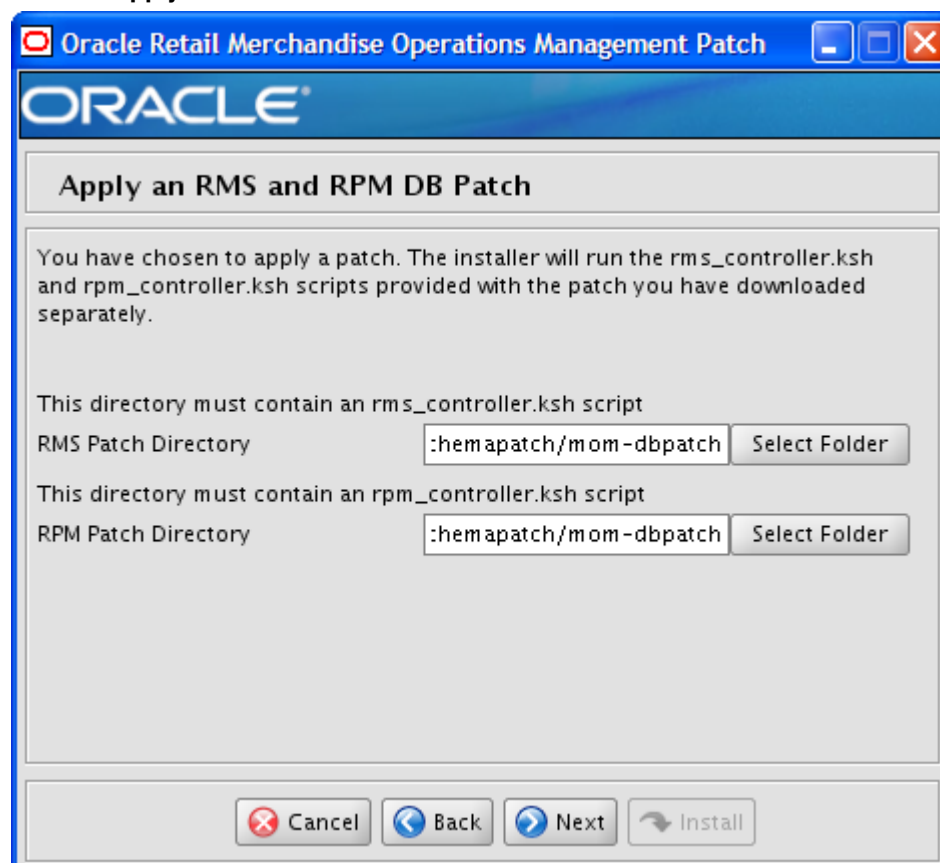 Oracle Retail Merchandise Operations Management Patch
ORACLE
Apply an RMS and RPM DB Patch
You have chosen to apply a patch. The installer will run the rms_controller.ksh
and rpm_controller.ksh scripts provided with the patch you have downloaded
separately.
This directory must contain an rms_controller.ksh script
RMS Patch Directory :hemapatch/mom-dbpatch Select Folder
This directory must contain an rpm_controller.ksh script
RPM Patch Directory :hemapatch/mom-dbpatch Select Folder
Cancel Back Next Install